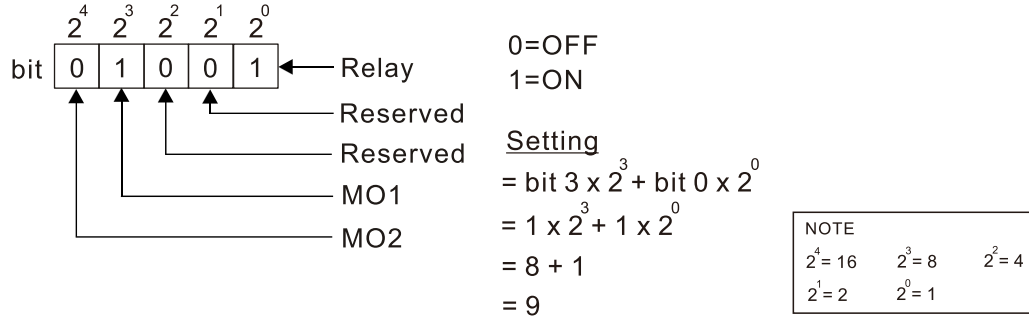 2⁴ 2³ 2² 2¹ 2⁰
bit 0 1 0 0 1 Relay
Reserved
Reserved
MO1
MO2
0=OFF
1=ON
Setting
= bit 3 x 2³ + bit 0 x 2⁰
= 1 x 2³ + 1 x 2⁰
= 8 + 1
= 9
NOTE
2⁴= 16 2³= 8 2²= 4
2¹= 2 2⁰= 1